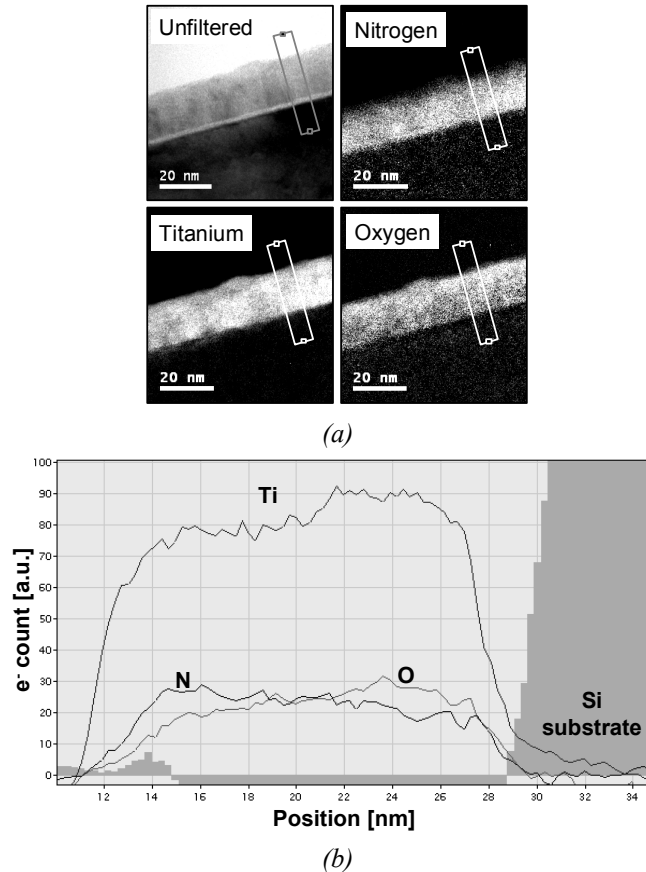 Unfiltered Nitrogen
20 nm 20 nm
Titanium Oxygen
20 nm 20 nm
(a)
100
90
80
70
60
50
40
30
20
10
0
e⁻ count [a.u.]
Ti
N
O
Si
substrate
12 14 16 18 20 22 24 26 28 30 32 34
Position [nm]
(b)